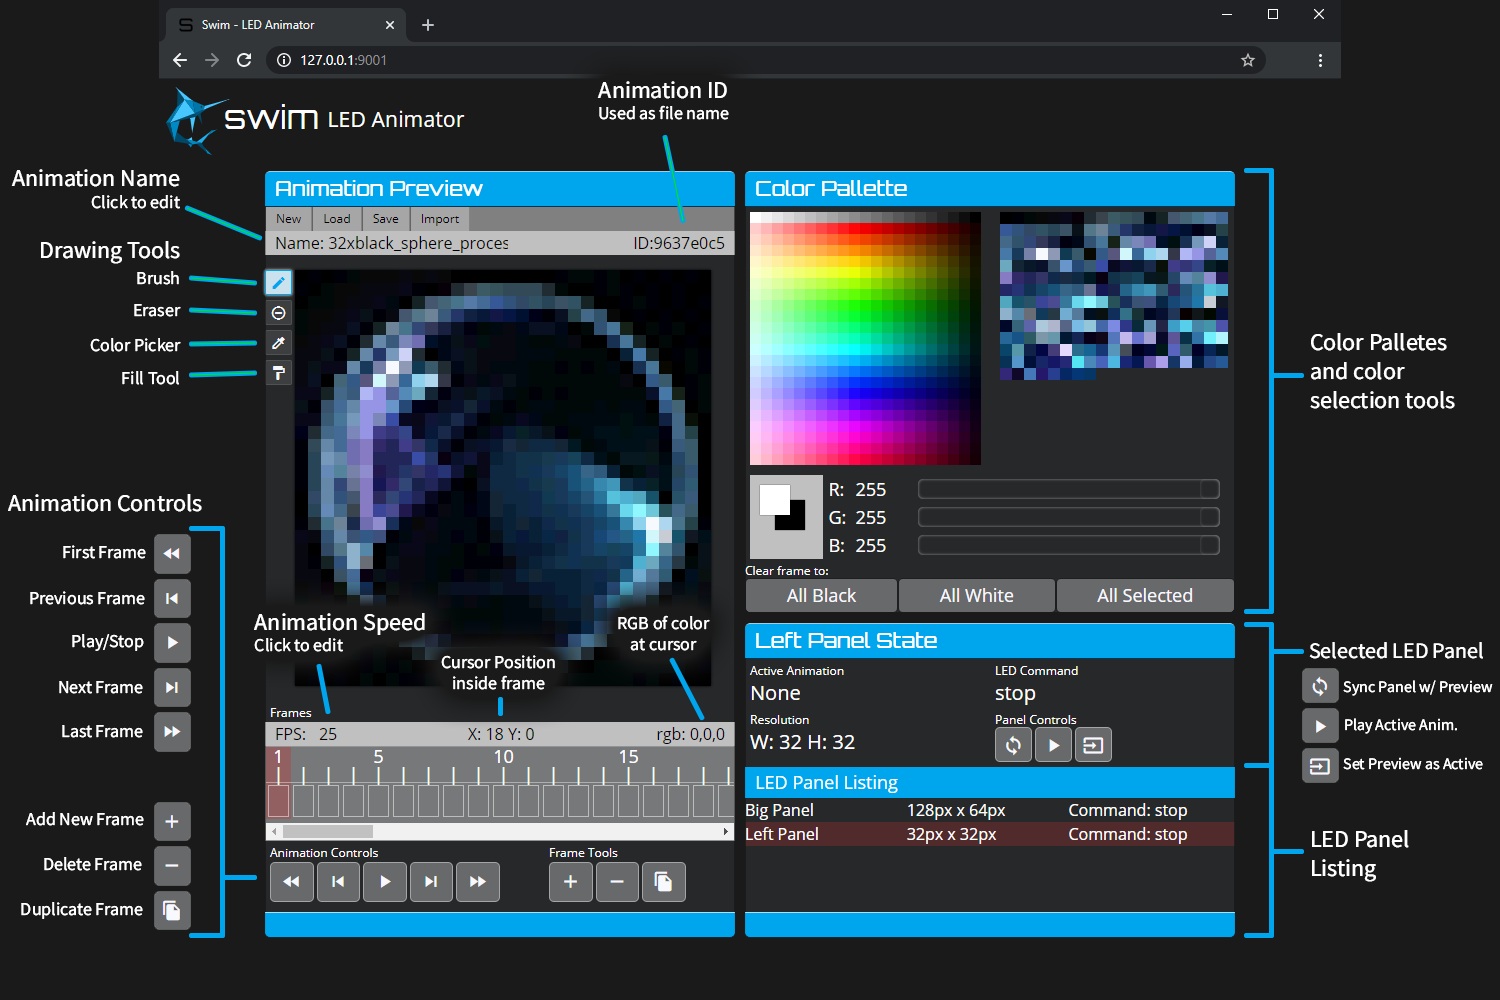 Swim - LED Animator
127.0.0.1:9001
swim LED Animator
Animation ID
Used as file name
Animation Name
Click to edit
Drawing Tools
Brush
Eraser
Color Picker
Fill Tool
Animation Controls
First Frame
Previous Frame
Play/Stop
Next Frame
Last Frame
Add New Frame
Delete Frame
Duplicate Frame
Animation Preview
New Load Save Import
Name: 32xblack_sphere_proces ID:9637e0c5
Animation Speed
Click to edit
Cursor Position
inside frame
RGB of color
at cursor
Frames
FPS: 25 X: 18 Y: 0 rgb: 0,0,0
1 5 10 15
Animation Controls Frame Tools
Color Pallette
R: 255
G: 255
B: 255
Clear frame to:
All Black All White All Selected
Left Panel State
Active Animation LED Command
None stop
Resolution Panel Controls
W: 32 H: 32
LED Panel Listing
Big Panel 128px x 64px Command: stop
Left Panel 32px x 32px Command: stop
Color Palletes
and color
selection tools
Selected LED Panel
Sync Panel w/ Preview
Play Active Anim.
Set Preview as Active
LED Panel
Listing